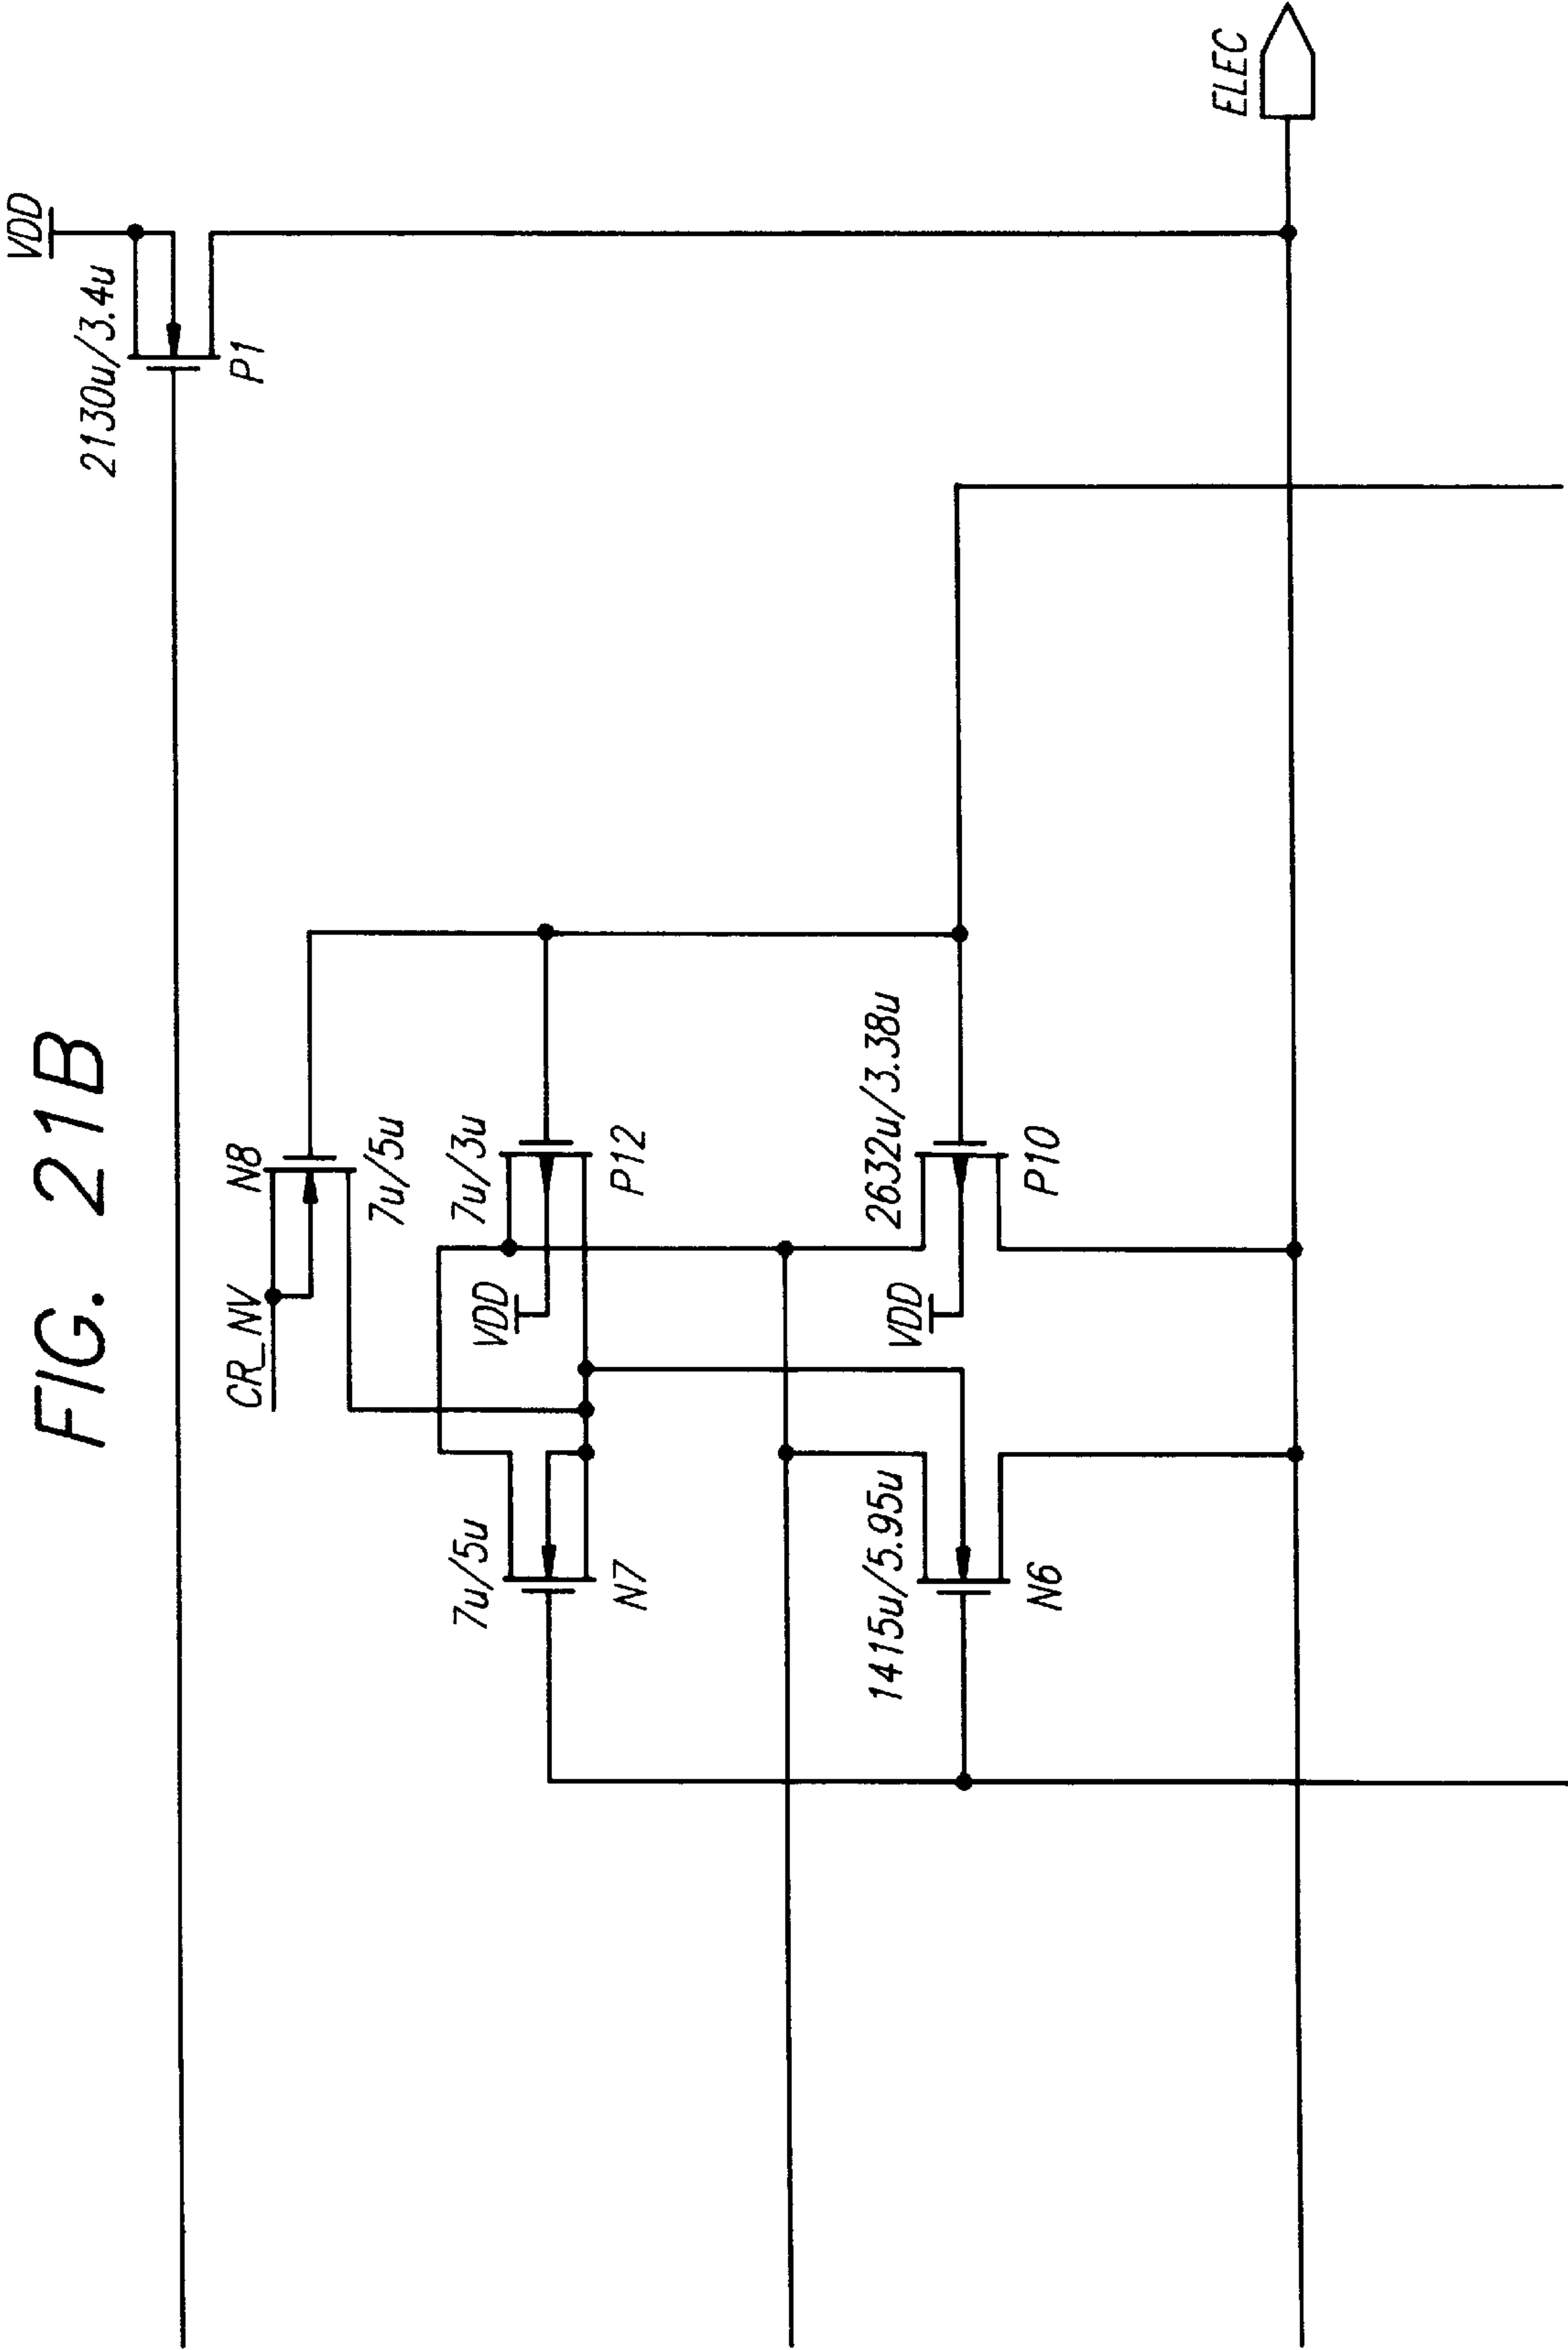 FIG. 21B
VDD
2130u/3.4u
P1
CR_NV
N8
7u/5u
7u/5u
N7
VDD
7u/3u
P12
1415u/5.95u
N6
VDD
2632u/3.38u
P10
ELEC